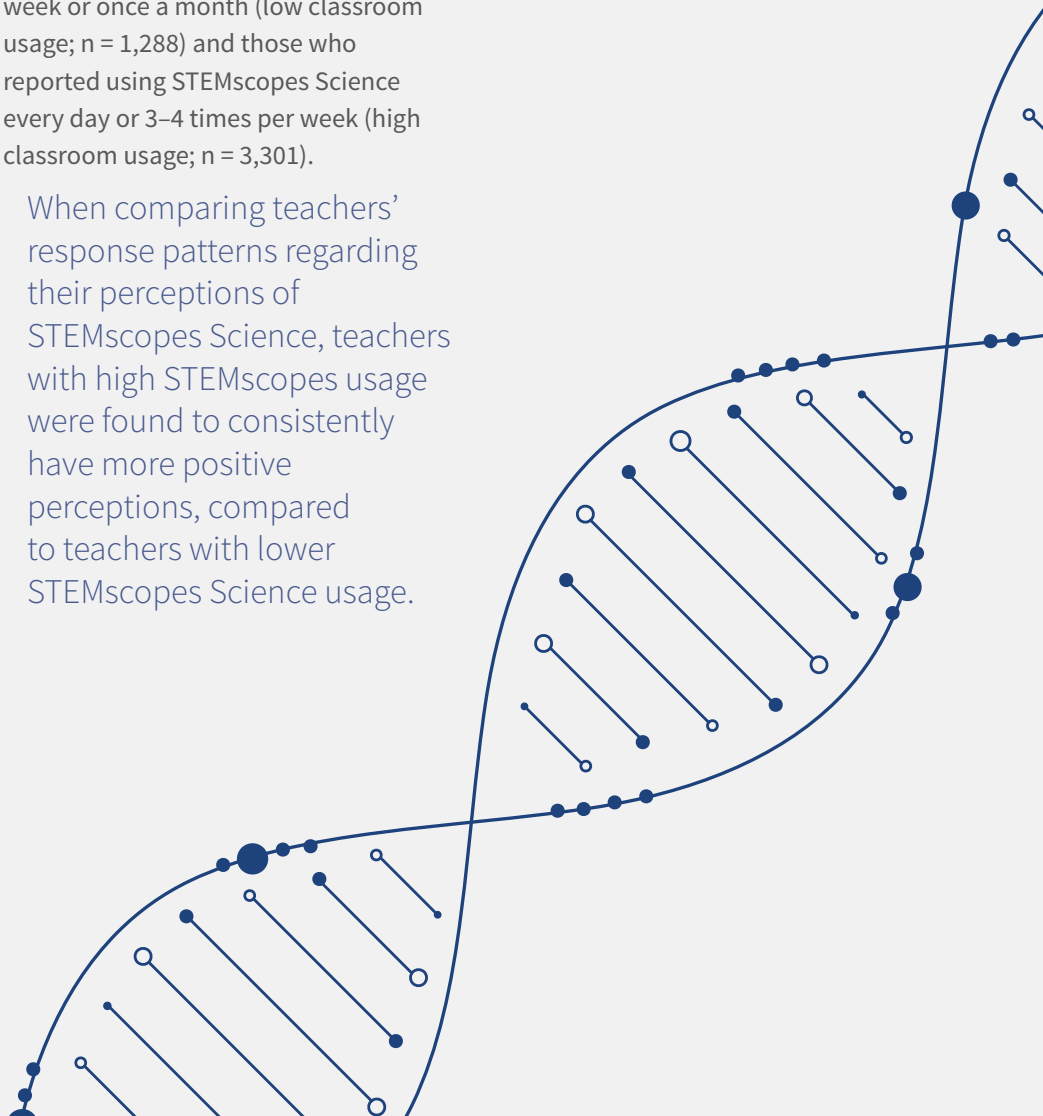 week or once a month (low classroom
usage; n = 1,288) and those who
reported using STEMscopes Science
every day or 3–4 times per week (high
classroom usage; n = 3,301).
When comparing teachers’
response patterns regarding
their perceptions of
STEMscopes Science, teachers
with high STEMscopes usage
were found to consistently
have more positive
perceptions, compared
to teachers with lower
STEMscopes Science usage.